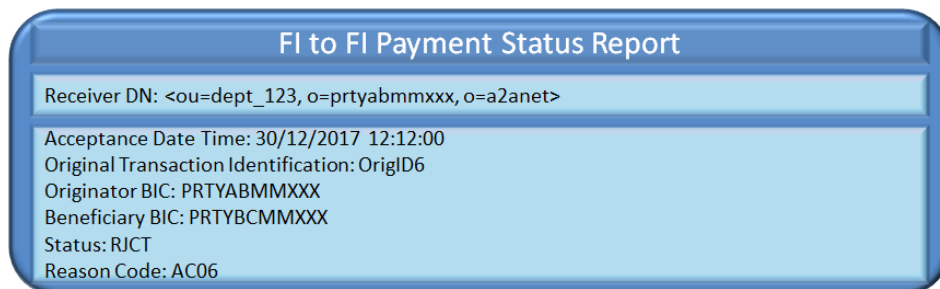 FI to FI Payment Status Report
Receiver DN: <ou=dept_123, o=prtyabmmxxx, o=a2anet>
Acceptance Date Time: 30/12/2017 12:12:00
Original Transaction Identification: OrigID6
Originator BIC: PRTYABMMXXX
Beneficiary BIC: PRTYBCMMXXX
Status: RJCT
Reason Code: AC06